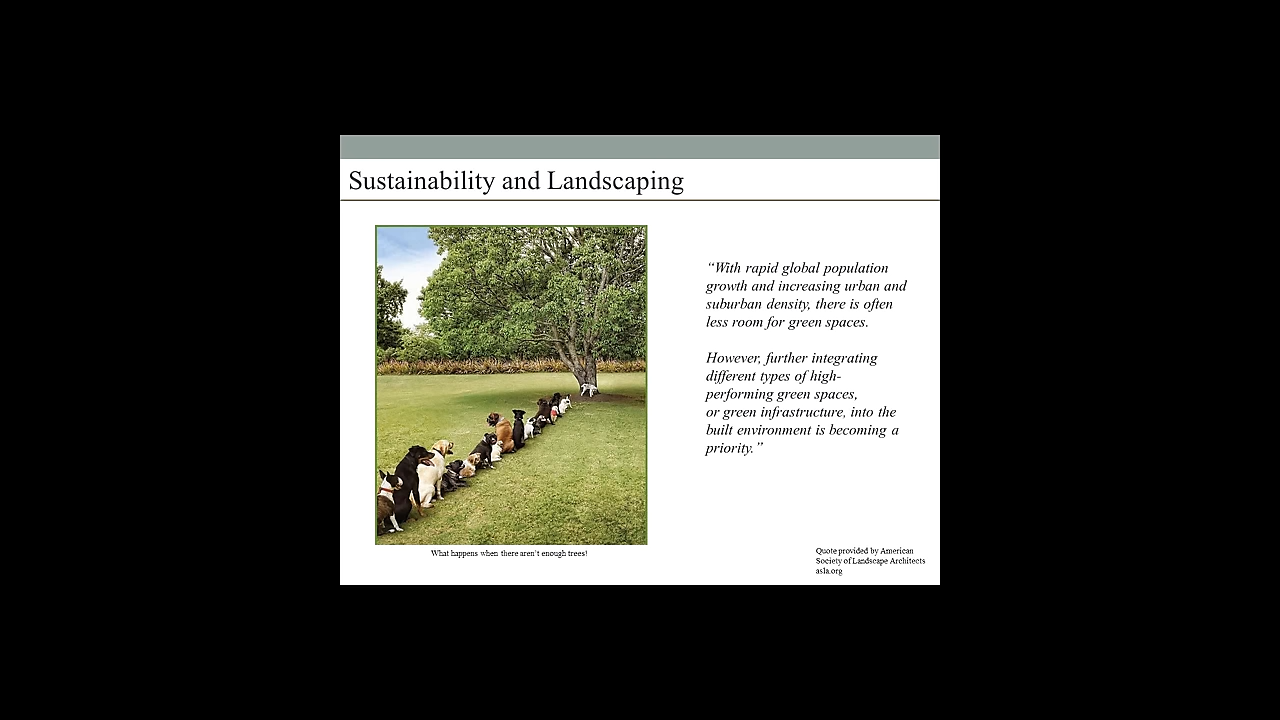 Sustainability and Landscaping
“With rapid global population
growth and increasing urban and
suburban density, there is often
less room for green spaces.
However, further integrating
different types of high-
performing green spaces,
or green infrastructure, into the
built environment is becoming a
priority.”
What happens when there aren't enough trees!
Quote provided by American
Society of Landscape Architects
asla.org